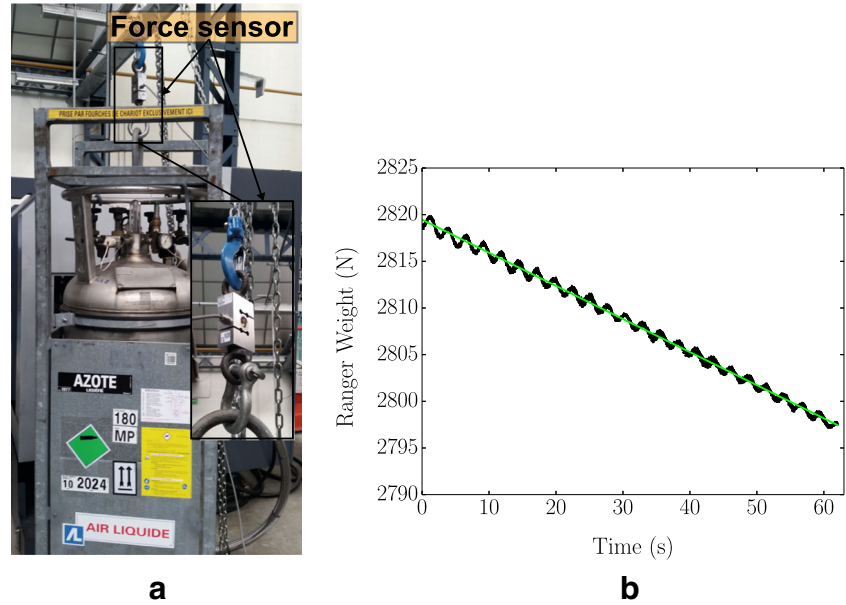 Force sensor
PRISE PAR FOURCHES DE CHARIOT EXCLUSIVEMENT ICI
AZOTE
180
MP
10 2024
AIR LIQUIDE
a
2825
2820
2815
2810
2805
2800
2795
2790
Ranger Weight (N)
0 10 20 30 40 50 60
Time (s)
b